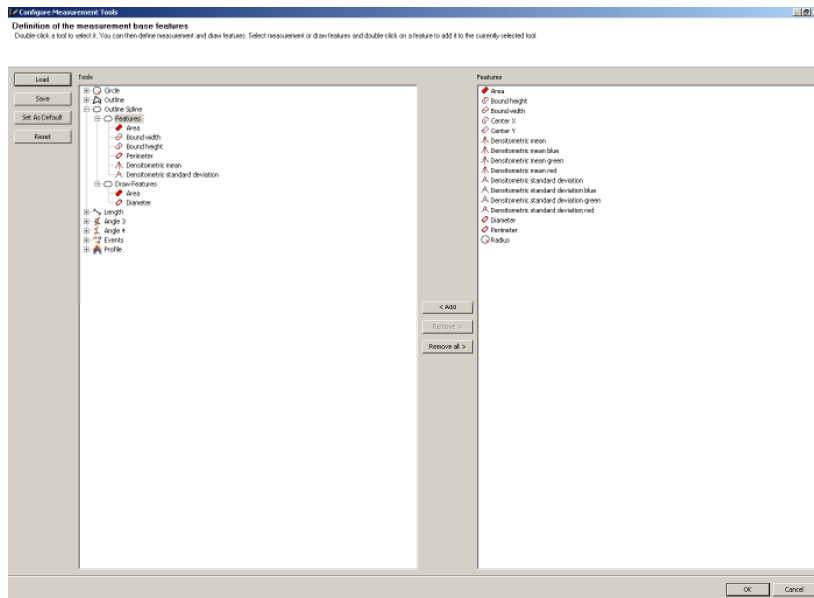 Configure Measurement Tools
Definition of the measurement base features
Double-click a tool to select it. You can then define measurement and draw features. Select measurement or draw features and double-click on a feature to add it to the currently-selected tool.
Load
Save
Set As Default
Reset
Tools
Circle
Outline
Outline Spline
Features
Area
Bound width
Bound height
Perimeter
Densitometric mean
Densitometric standard deviation
Draw Features
Area
Diameter
Length
Angle 3
Angle 4
Events
Profile
< Add
Remove >
Remove all >
Features
Area
Bound height
Bound width
Center X
Center Y
Densitometric mean
Densitometric mean blue
Densitometric mean green
Densitometric mean red
Densitometric standard deviation
Densitometric standard deviation blue
Densitometric standard deviation green
Densitometric standard deviation red
Diameter
Perimeter
Radius
OK
Cancel